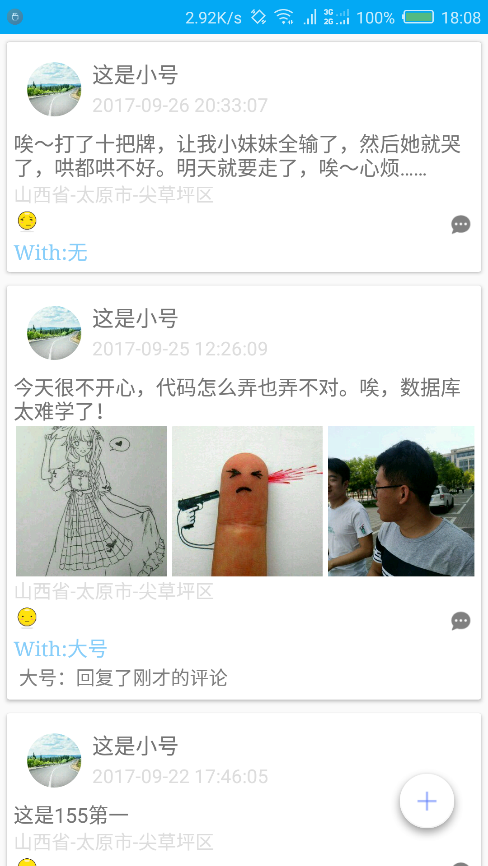 2.92K/s 3G 2G 100% 18:08
这是小号
2017-09-26 20:33:07
唉～打了十把牌，让我小妹妹全输了，然后她就哭
了，哄都哄不好。明天就要走了，唉～心烦……
山西省-太原市-尖草坪区
With:无
这是小号
2017-09-25 12:26:09
今天很不开心，代码怎么弄也弄不对。唉，数据库
太难学了！
山西省-太原市-尖草坪区
With:大号
大号：回复了刚才的评论
这是小号
2017-09-22 17:46:05
这是155第一
山西省-太原市-尖草坪区